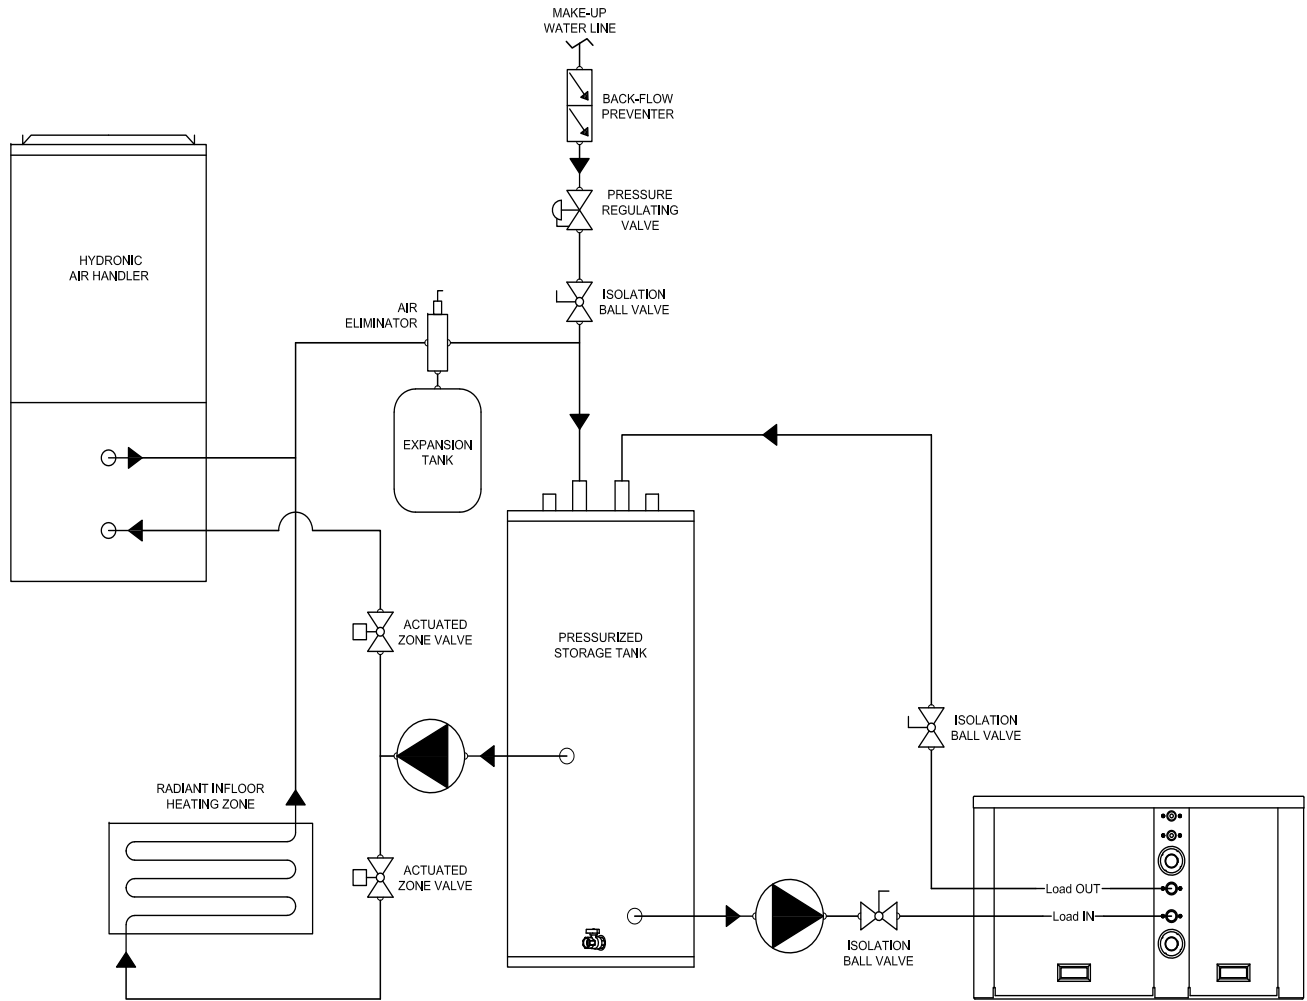 MAKE-UP
WATER LINE
BACK-FLOW
PREVENTER
PRESSURE
REGULATING
VALVE
HYDRONIC
AIR HANDLER
ISOLATION
BALL VALVE
AIR
ELIMINATOR
EXPANSION
TANK
ACTUATED
ZONE VALVE
PRESSURIZED
STORAGE TANK
ISOLATION
BALL VALVE
RADIANT INFLOOR
HEATING ZONE
ACTUATED
ZONE VALVE
Load OUT
Load IN
ISOLATION
BALL VALVE